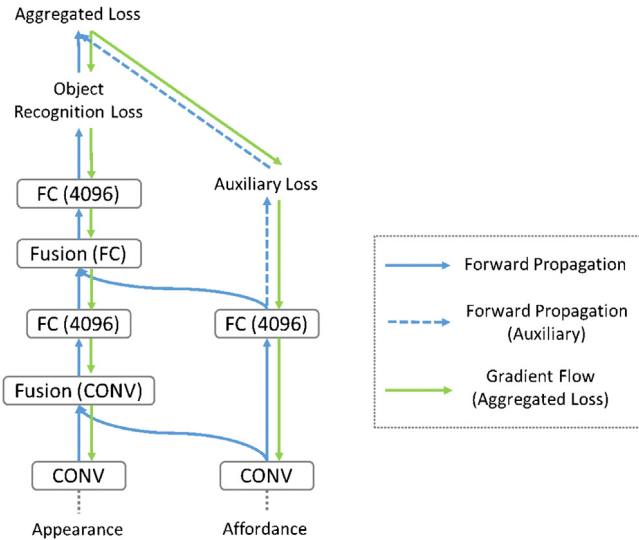 Aggregated Loss
Object
Recognition Loss
Auxiliary Loss
FC (4096)
Fusion (FC)
FC (4096)
FC (4096)
Fusion (CONV)
CONV
CONV
Appearance
Affordance
Forward Propagation
Forward Propagation
(Auxiliary)
Gradient Flow
(Aggregated Loss)